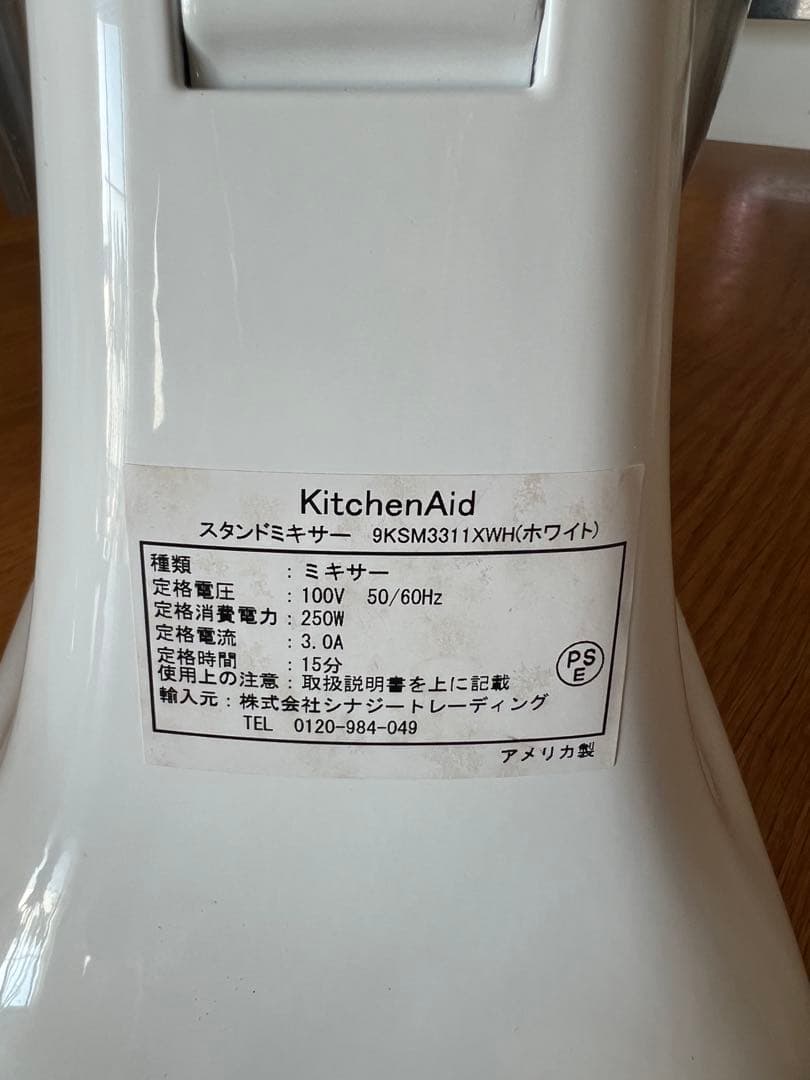 KitchenAid
スタンドミキサー 9KSM3311XWH(ホワイト)
種類 : ミキサー
定格電圧 : 100V 50/60Hz
定格消費電力 : 250W
定格電流 : 3.0A
定格時間 : 15分
使用上の注意 : 取扱説明書を上に記載
輸入元 : 株式会社シナジートレーディング
TEL 0120-984-049
PS
E
アメリカ製